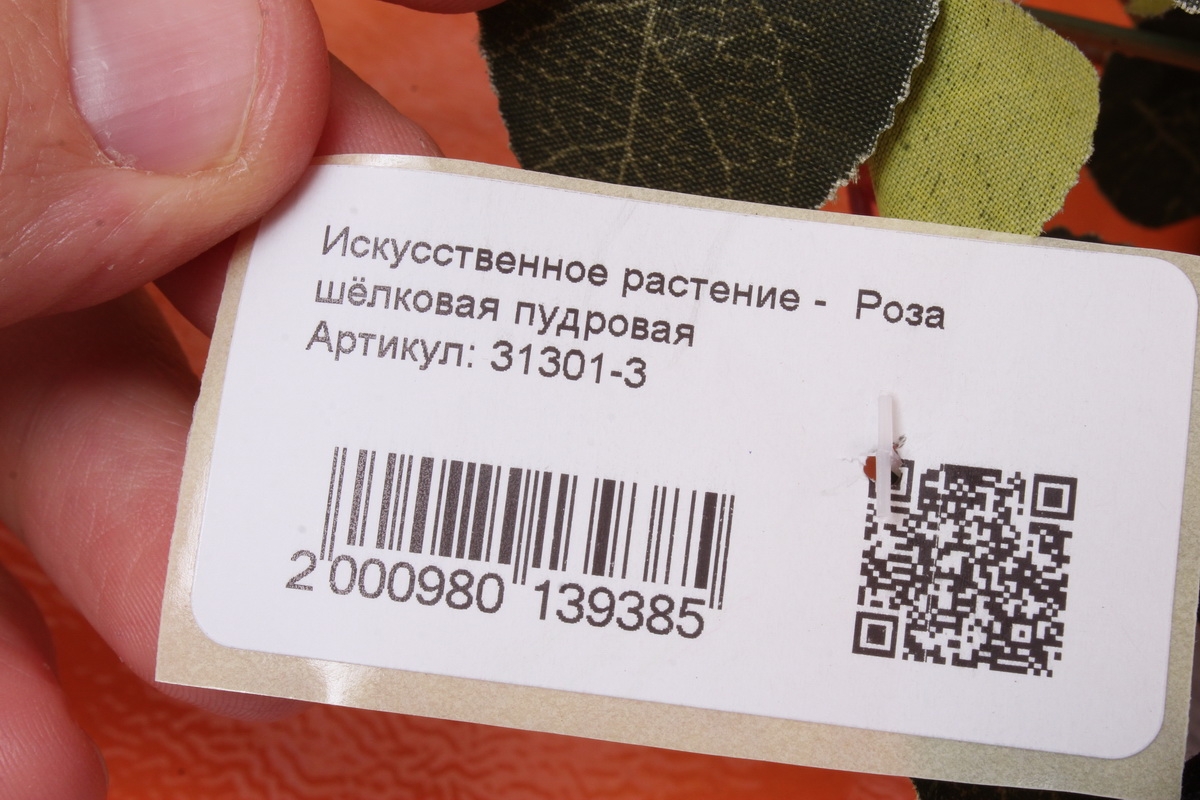 Искусственное растение - Роза
шёлковая пудровая
Артикул: 31301-3
2 000980 139385